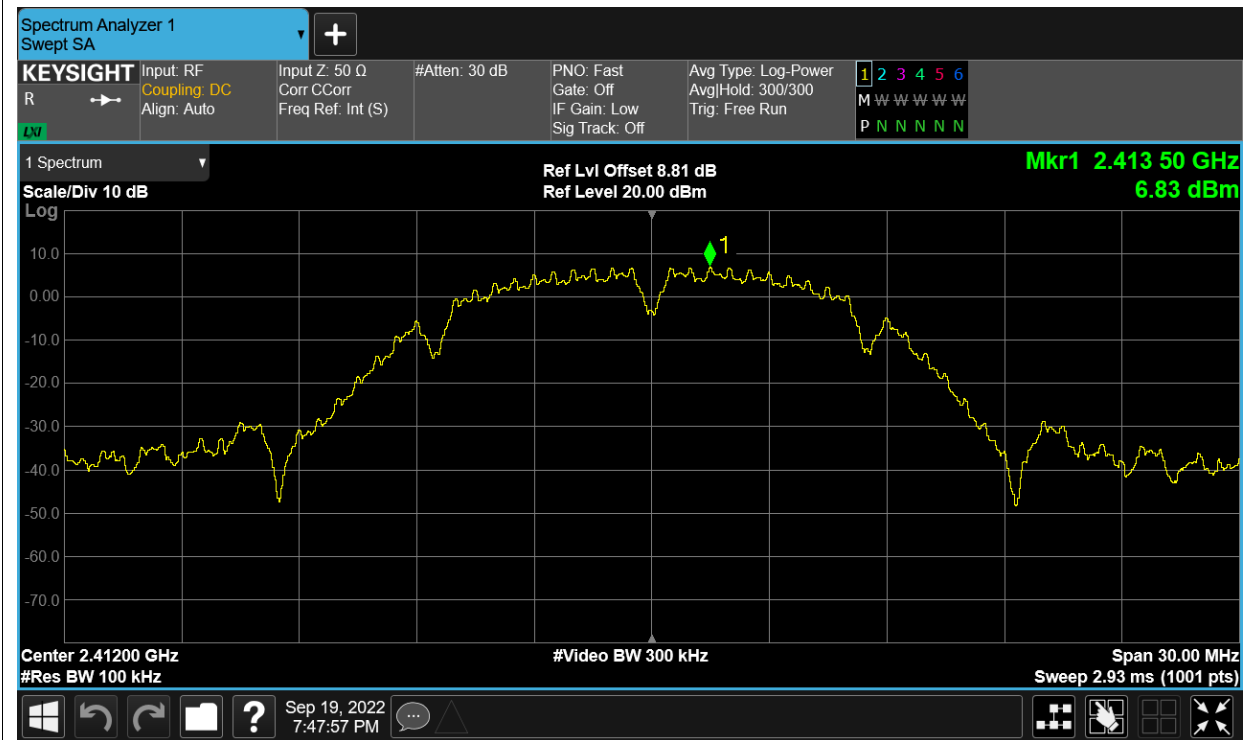 Spectrum Analyzer 1
Swept SA
KEYSIGHT
R
LXI
Input: RF
Coupling: DC
Align: Auto
Input Z: 50 Ω
Corr CCorr
Freq Ref: Int (S)
#Atten: 30 dB
PNO: Fast
Gate: Off
IF Gain: Low
Sig Track: Off
Avg Type: Log-Power
Avg|Hold: 300/300
Trig: Free Run
1 2 3 4 5 6
M W W W W W
P N N N N N
1 Spectrum
Scale/Div 10 dB
Ref Lvl Offset 8.81 dB
Ref Level 20.00 dBm
Mkr1 2.413 50 GHz
6.83 dBm
Log
10.0
0.00
-10.0
-20.0
-30.0
-40.0
-50.0
-60.0
-70.0
1
Center 2.41200 GHz
#Res BW 100 kHz
#Video BW 300 kHz
Span 30.00 MHz
Sweep 2.93 ms (1001 pts)
?
Sep 19, 2022
7:47:57 PM